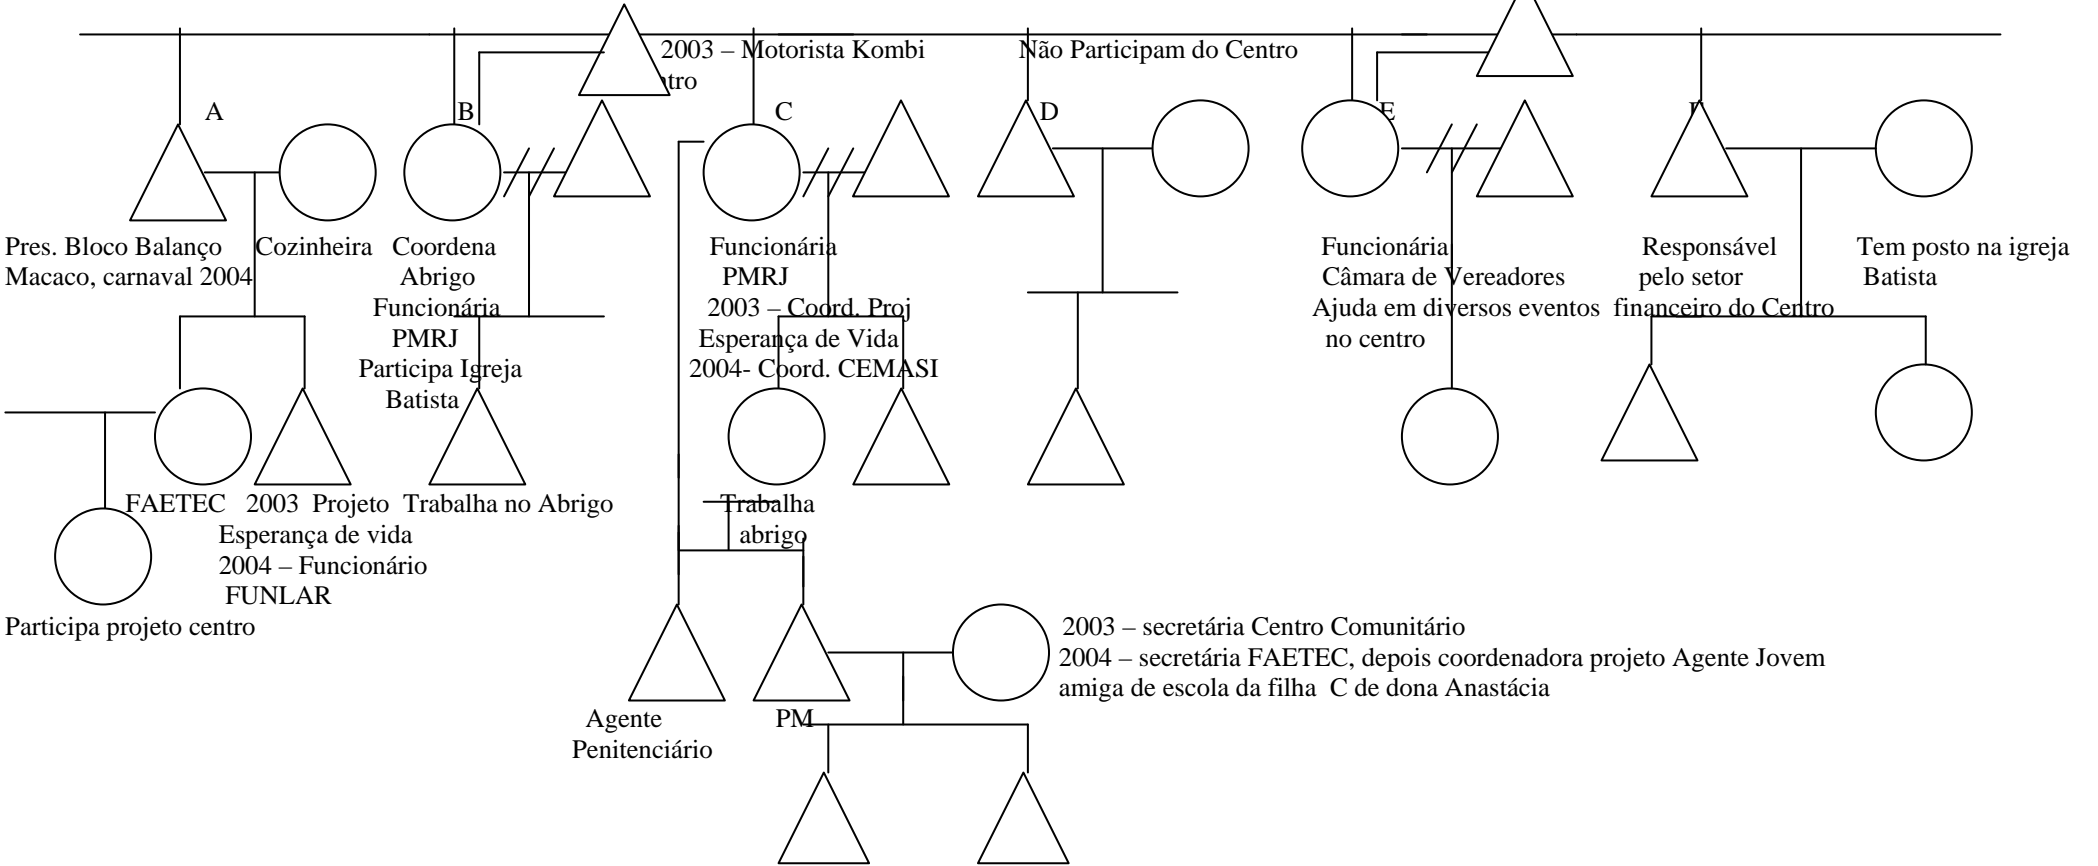 2003 – Motorista Kombi
Não Participam do Centro
A
B
C
D
E
Pres. Bloco Balanço
Macaco, carnaval 2004
Cozinheira
Coordena
Abrigo
Funcionária
PMRJ
Participa Igreja
Batista
Funcionária
PMRJ
2003 – Coord. Proj
Esperança de Vida
2004- Coord. CEMASI
Funcionária
Câmara de Vereadores
Ajuda em diversos eventos
no centro
Responsável
pelo setor
financeiro do Centro
Tem posto na igreja
Batista
FAETEC
2003 Projeto
Esperança de vida
2004 – Funcionário
FUNLAR
Trabalha no Abrigo
Trabalha
abrigo
Participa projeto centro
2003 – secretária Centro Comunitário
2004 – secretária FAETEC, depois coordenadora projeto Agente Jovem
amiga de escola da filha C de dona Anastácia
Agente
Penitenciário
PM